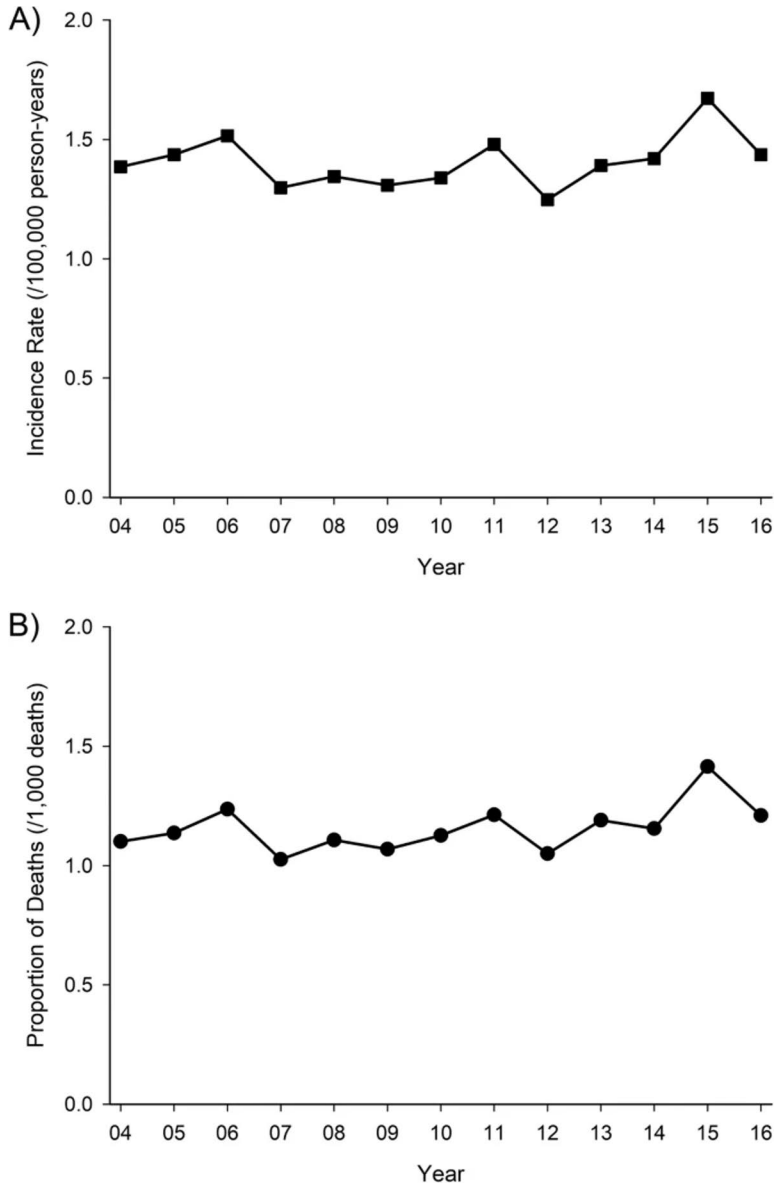 A)
Incidence Rate (/100,000 person-years)
2.0
1.5
1.0
0.5
0.0
04 05 06 07 08 09 10 11 12 13 14 15 16
Year
B)
Proportion of Deaths (/1,000 deaths)
2.0
1.5
1.0
0.5
0.0
04 05 06 07 08 09 10 11 12 13 14 15 16
Year